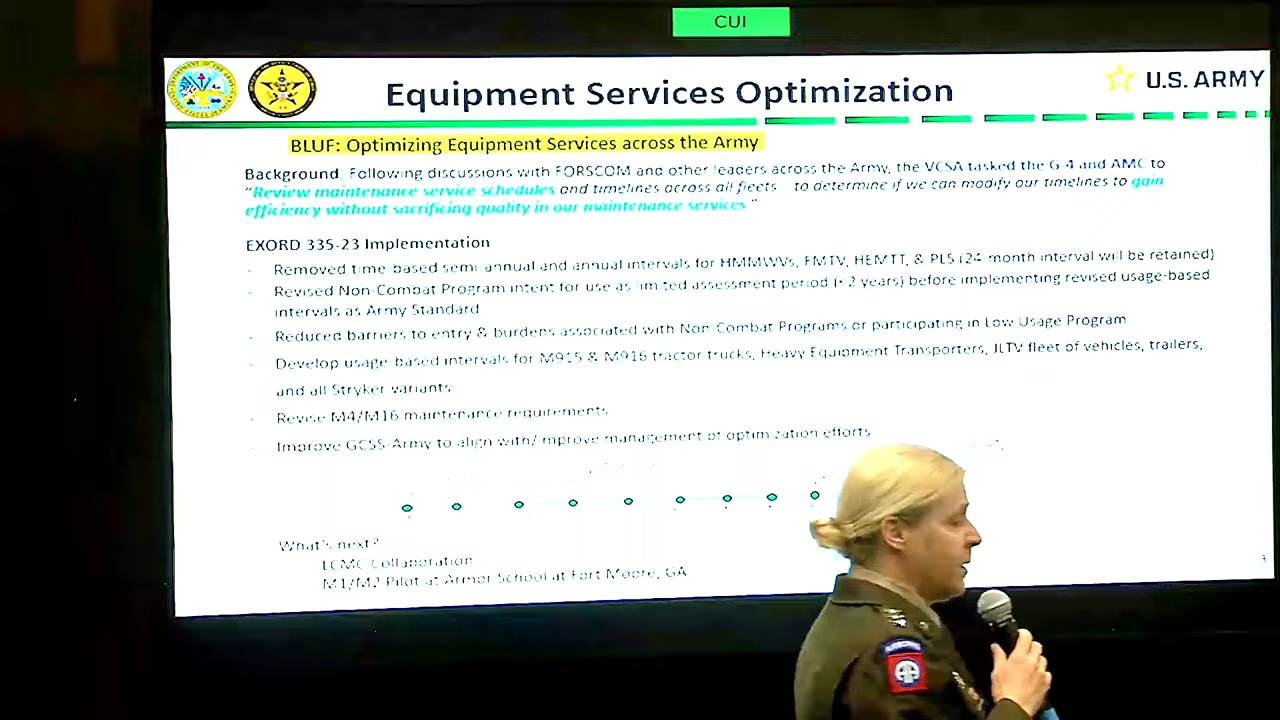 CUI
Equipment Services Optimization
U.S. ARMY
BLUF: Optimizing Equipment Services across the Army
Background: Following discussions with FORSCOM and other leaders across the Army, the VCSA tasked the G-4 and AMC to
"Review maintenance service schedules and timelines across all fleets to determine if we can modify our timelines to gain
efficiency without sacrificing quality in our maintenance services"
EXORD 335-23 Implementation
- Removed time-based semi-annual and annual intervals for HMMWVs, FMTV, HEMTT, & PLS (24-month interval will be retained)
- Revised Non-Combat Program intent for use as limited assessment period (< 2 years) before implementing revised usage-based
intervals as Army Standard
- Reduced barriers to entry & burdens associated with Non-Combat Programs or participating in Low Usage Program
- Develop usage-based intervals for M915 & M916 tractor trucks, Heavy Equipment Transporters, JLTV fleet of vehicles, trailers,
and all Stryker variants
- Revise M4/M16 maintenance requirements
- Improve GCSS-Army to align with/improve management of optimization efforts
What's next?
LCMC Collaboration
M1/M2 Pilot at Armor School at Fort Moore, GA
3
AIRBORNE
AA